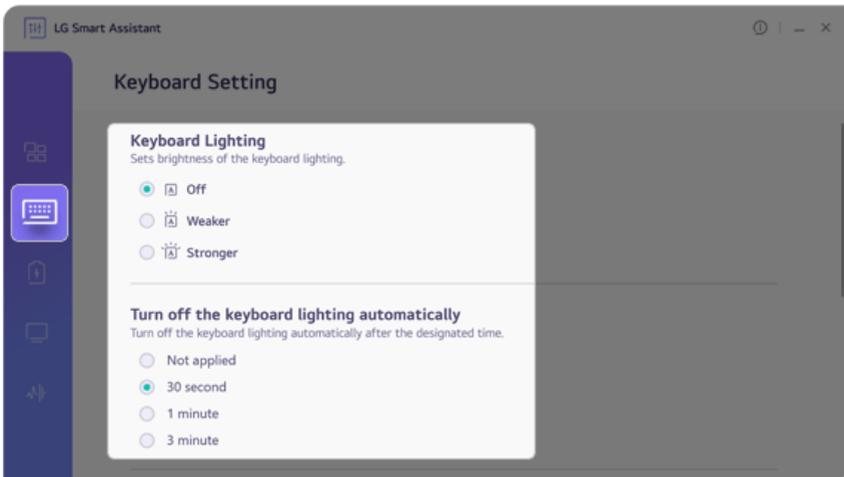 LG Smart Assistant
Keyboard Setting
Keyboard Lighting
Sets brightness of the keyboard lighting.
A Off
A Weaker
A Stronger
Turn off the keyboard lighting automatically
Turn off the keyboard lighting automatically after the designated time.
Not applied
30 second
1 minute
3 minute